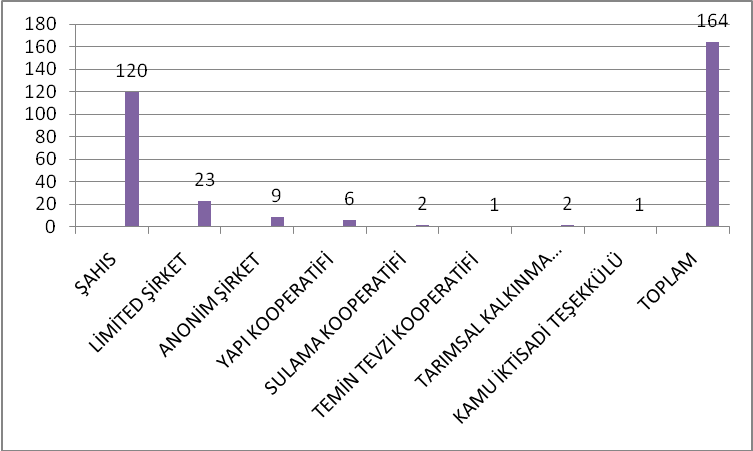 180
160
140
120
100
80
60
40
20
0
120
23
9
6
2
1
2
1
164
ŞAHIS
LİMİTED ŞİRKET
ANONİM ŞİRKET
YAPI KOOPERATİFİ
SULAMA KOOPERATİFİ
TEMİN TEVZİ KOOPERATİFİ
TARIMSAL KALKINMA...
KAMU İKTİSADİ TEŞEKKÜLÜ
TOPLAM